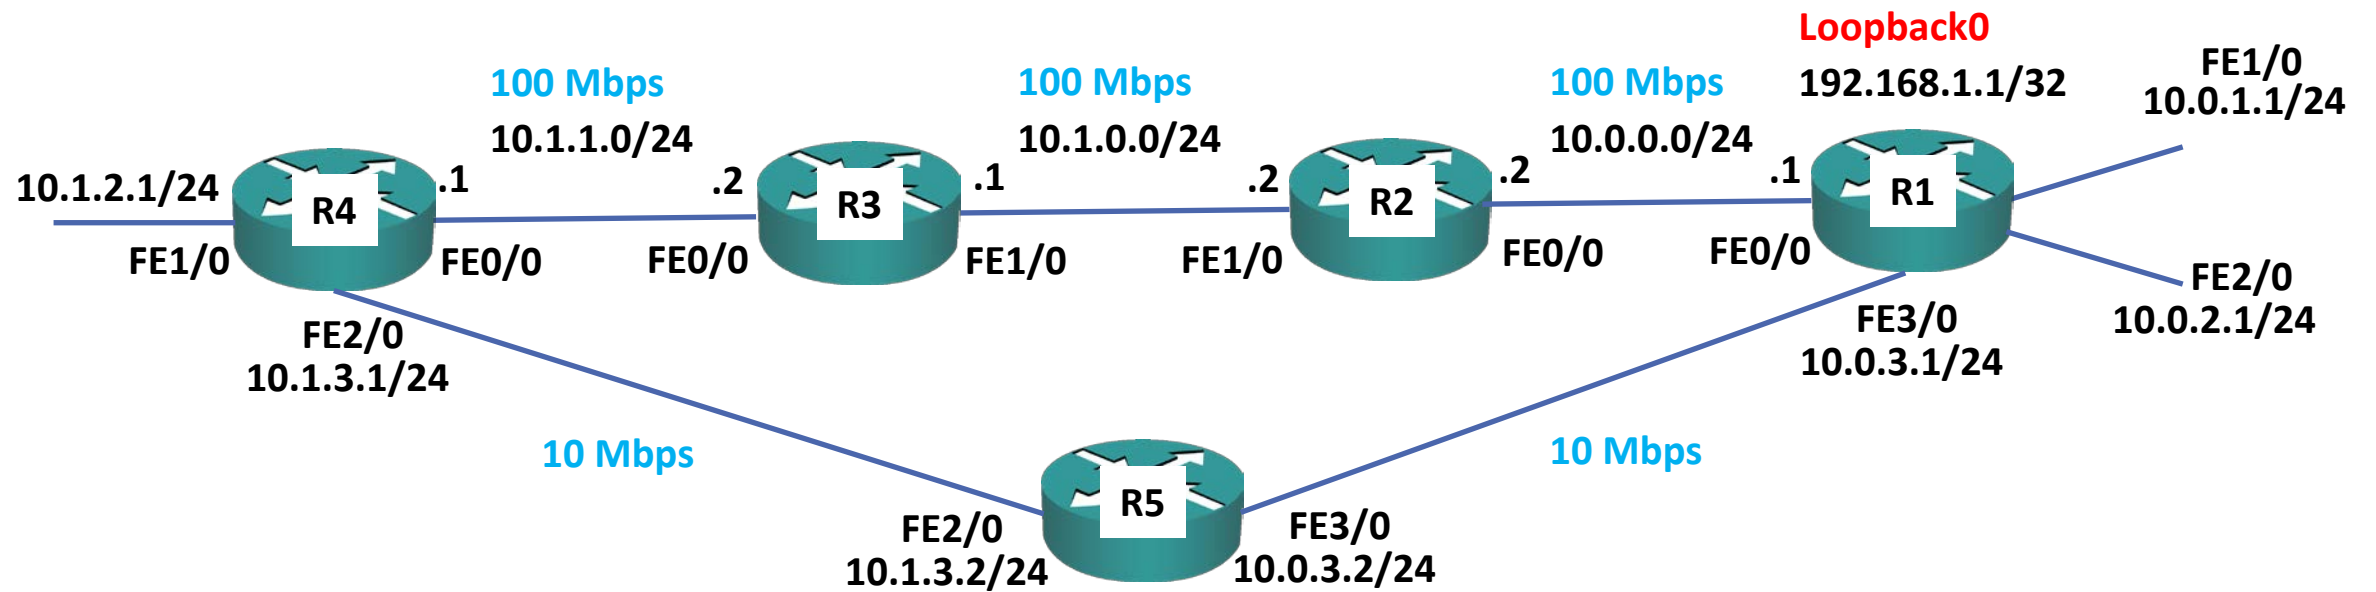 Loopback0
192.168.1.1/32
FE1/0
10.0.1.1/24
100 Mbps
10.1.1.0/24
100 Mbps
10.1.0.0/24
100 Mbps
10.0.0.0/24
10.1.2.1/24
FE1/0
R4
.1
FE0/0
.2
FE0/0
R3
.1
FE1/0
.2
FE1/0
R2
.2
FE0/0
.1
FE0/0
R1
FE2/0
10.0.2.1/24
FE2/0
10.1.3.1/24
FE3/0
10.0.3.1/24
10 Mbps
10 Mbps
R5
FE2/0
10.1.3.2/24
FE3/0
10.0.3.2/24